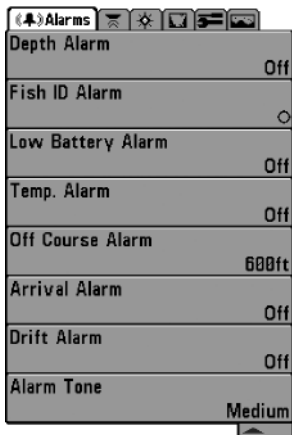 Alarms
Depth Alarm
Off
Fish ID Alarm
Low Battery Alarm
Off
Temp. Alarm
Off
Off Course Alarm
600ft
Arrival Alarm
Off
Drift Alarm
Off
Alarm Tone
Medium